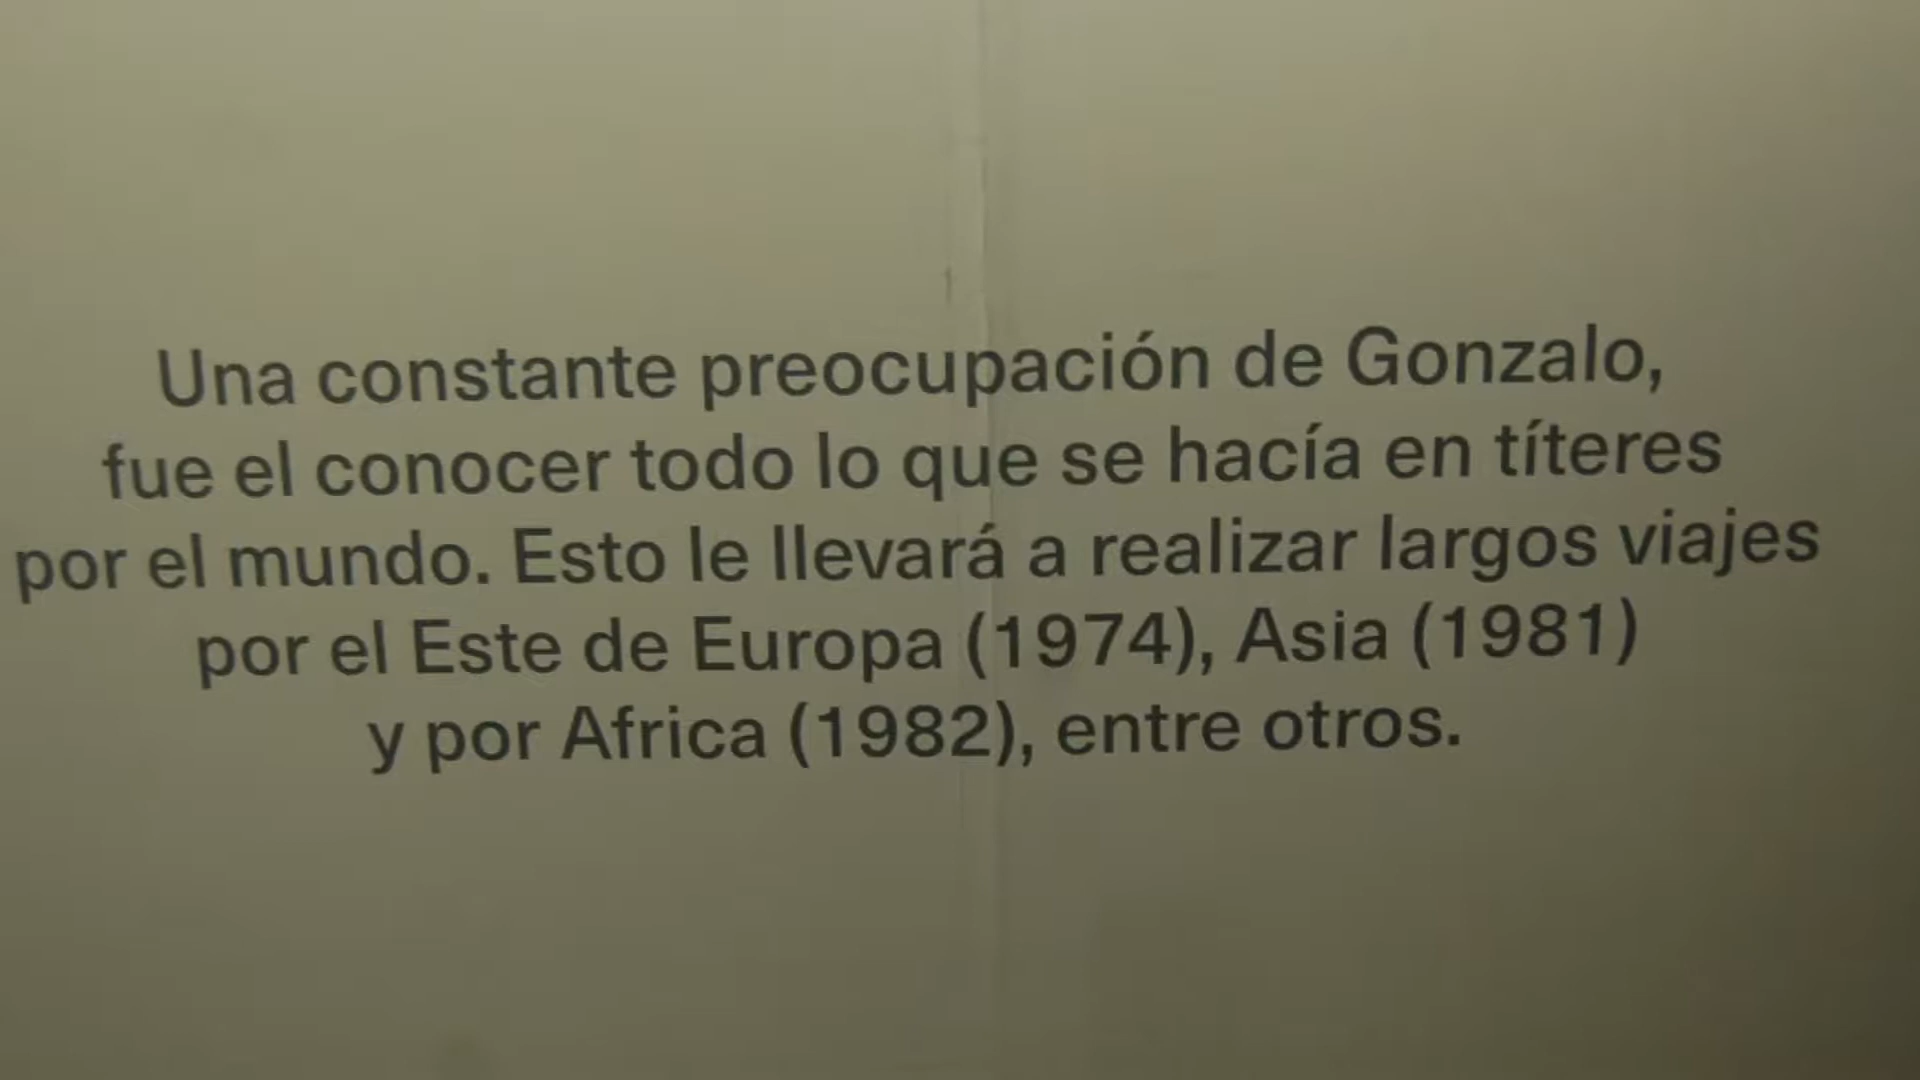 Una constante preocupación de Gonzalo,
fue el conocer todo lo que se hacía en títeres
por el mundo. Esto le llevará a realizar largos viajes
por el Este de Europa (1974), Asia (1981)
y por Africa (1982), entre otros.